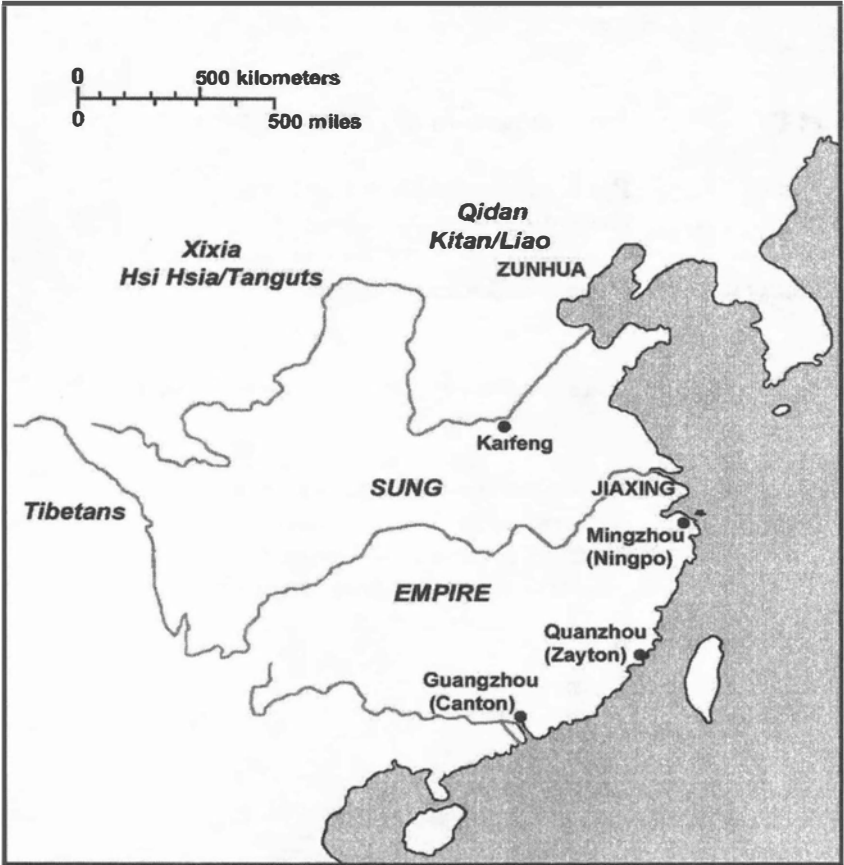 0 500 kilometers
0 500 miles
Qidan
Kitan/Liao
ZUNHUA
Xixia
Hsi Hsia/Tanguts
Kaifeng
SUNG
JIAXING
Tibetans
Mingzhou
(Ningpo)
EMPIRE
Quanzhou
(Zayton)
Guangzhou
(Canton)